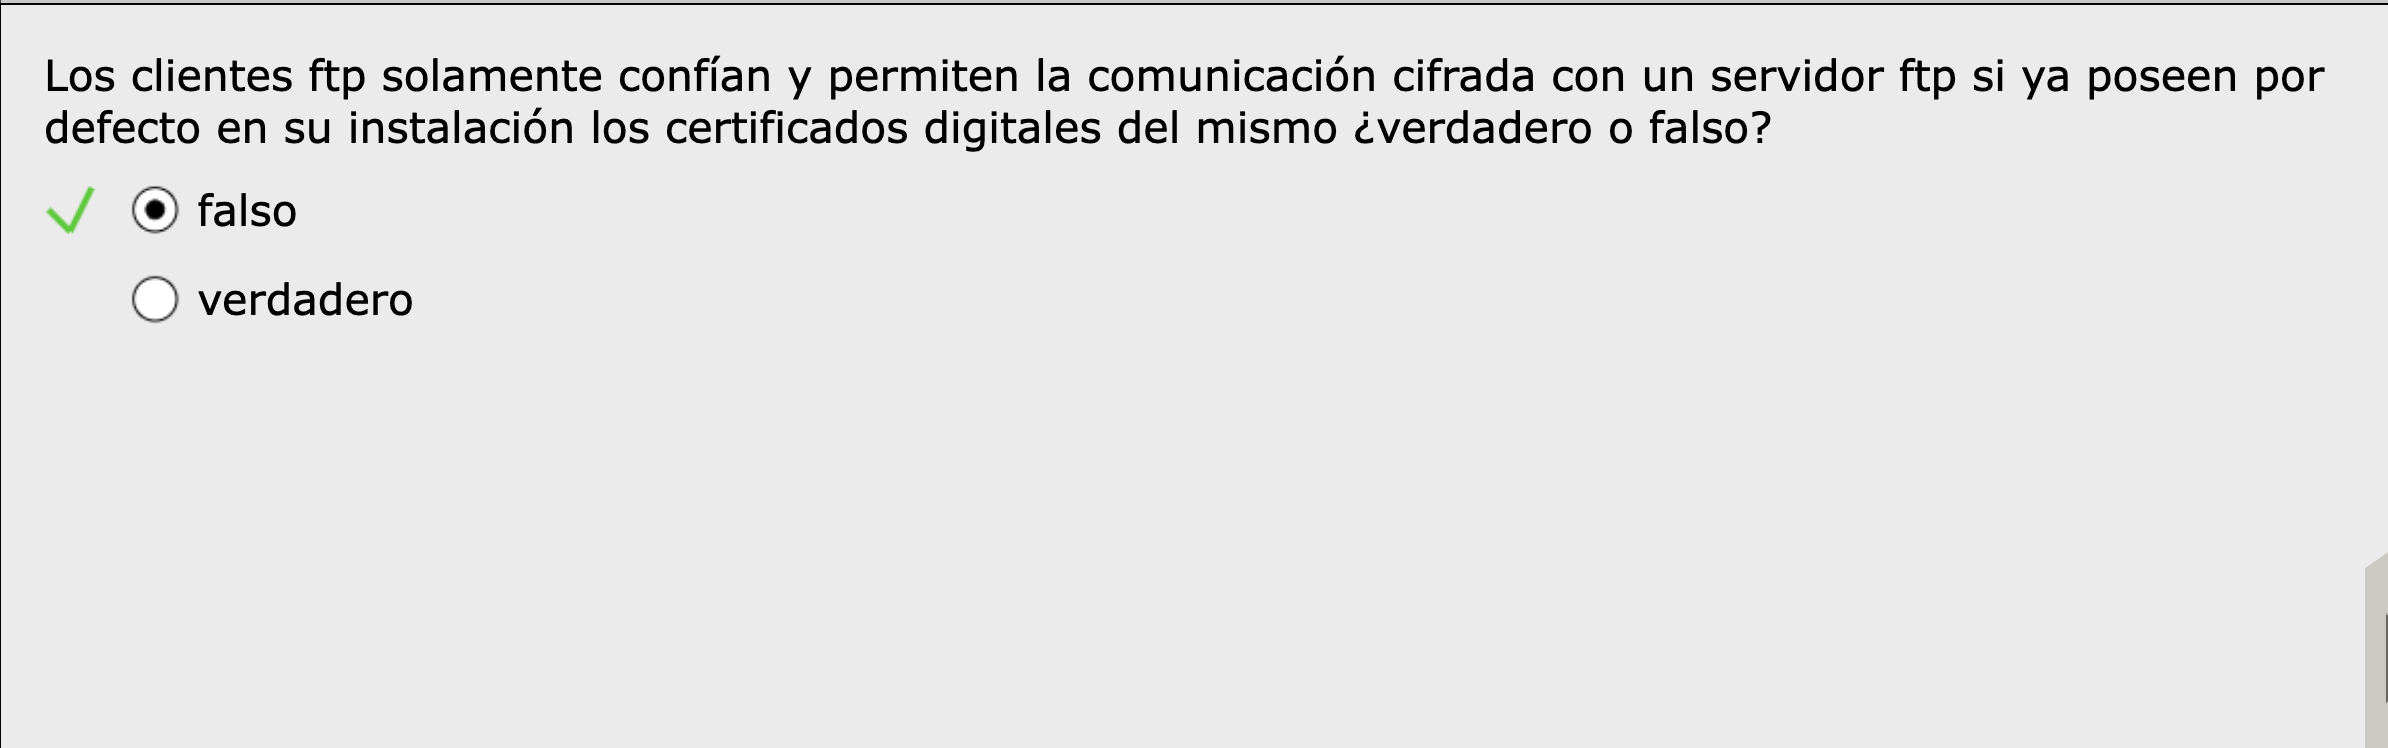 Los clientes ftp solamente confían y permiten la comunicación cifrada con un servidor ftp si ya poseen por
defecto en su instalación los certificados digitales del mismo ¿verdadero o falso?
falso
verdadero